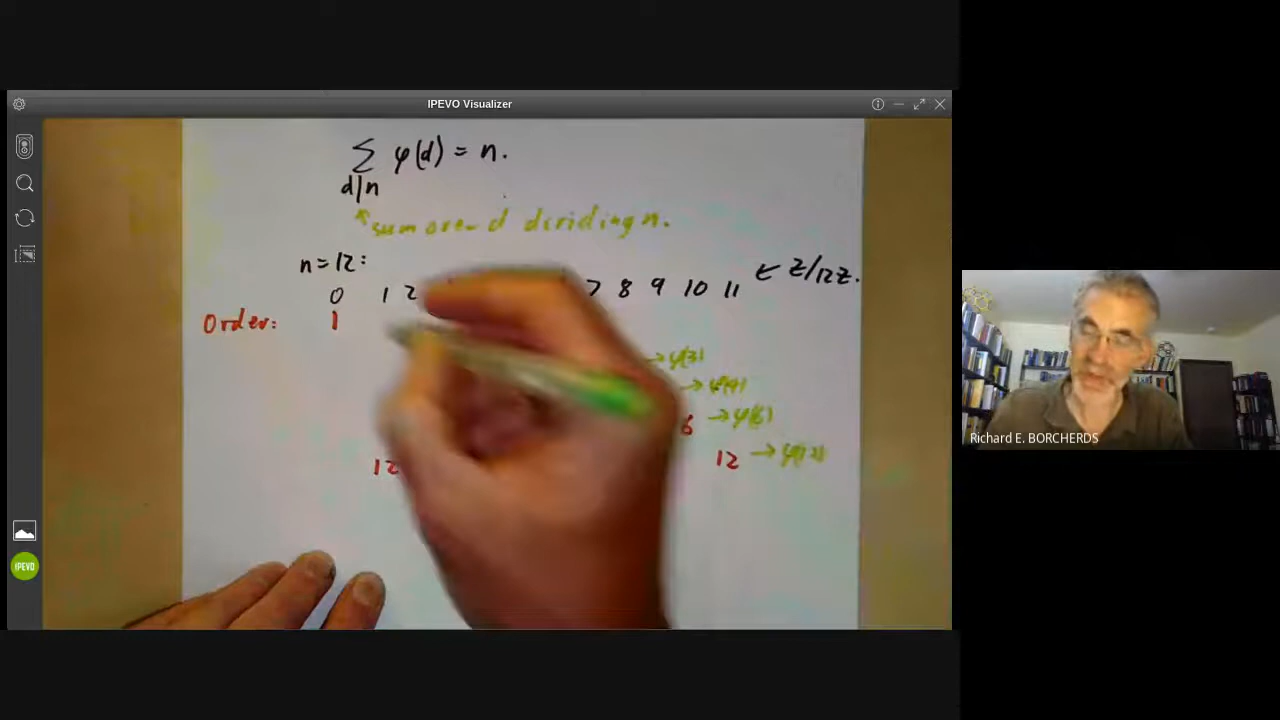 IPEVO Visualizer
∑ φ(d) = n.
d|n
sum over d dividing n.
n=12:
0 1 2 7 8 9 10 11 ← Z/12Z.
Order: 1
→ φ(3)
→ φ(4)
6 → φ(6)
12 12 → φ(12)
Richard E. BORCHERDS
IPEVO